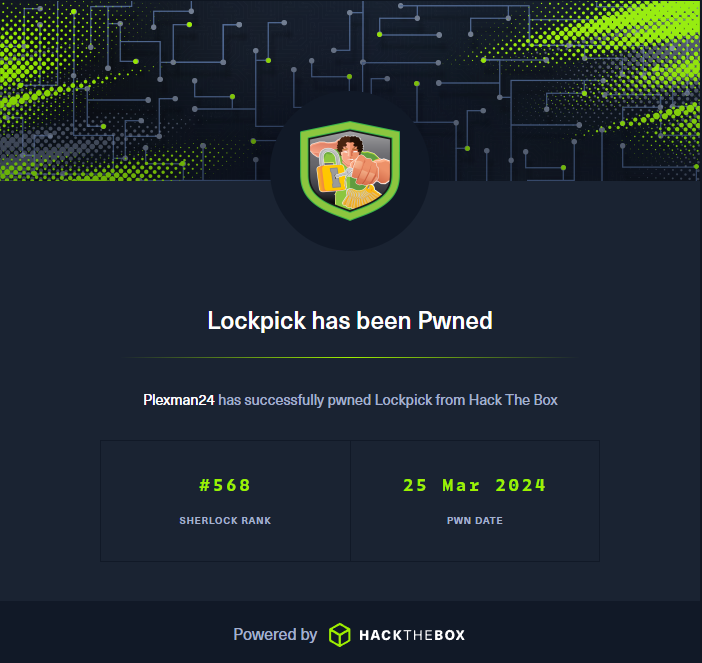 Lockpick has been Pwned
Plexman24 has successfully pwned Lockpick from Hack The Box
#568
SHERLOCK RANK
25 Mar 2024
PWN DATE
Powered by HACKTHEBOX